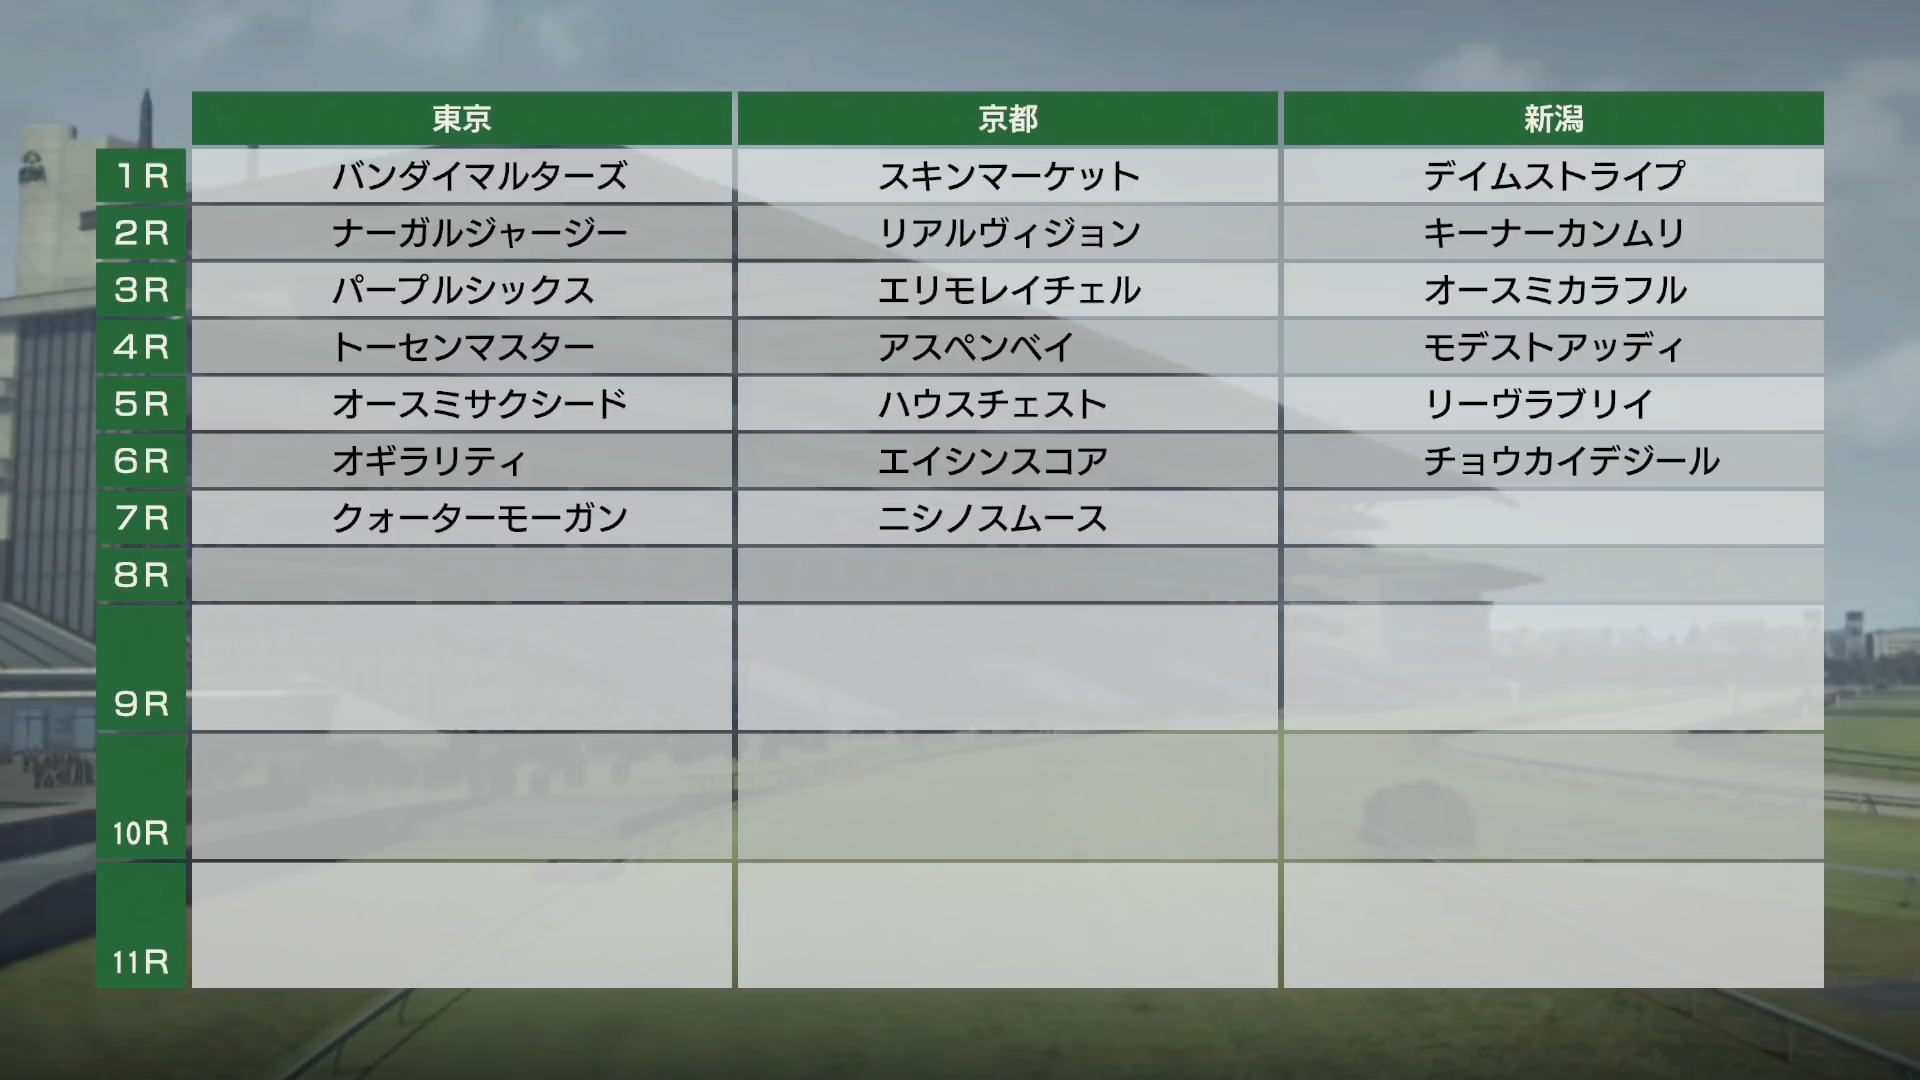 東京 京都 新潟
1R バンダイマルターズ スキンマーケット デイムストライプ
2R ナーガルジャージー リアルヴィジョン キーナーカンムリ
3R パープルシックス エリモレイチェル オースミカラフル
4R トーセンマスター アスペンベイ モデストアッディ
5R オースミサクシード ハウスチェスト リーヴラブリイ
6R オギラリティ エイシンスコア チョウカイデジール
7R クォーターモーガン ニシノスムース
8R
9R
10R
11R